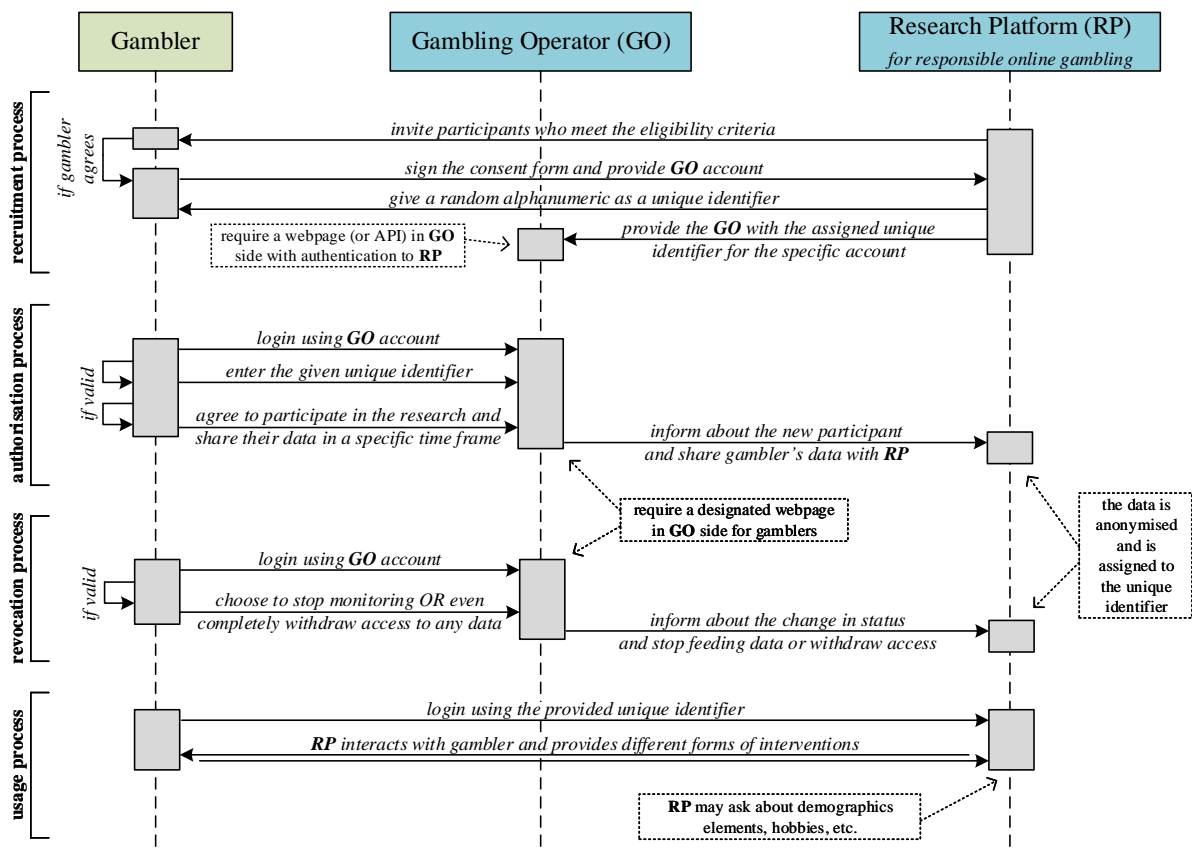 Gambler
Gambling Operator (GO)
Research Platform (RP)
for responsible online gambling
recruitment process
if gambler
agrees
invite participants who meet the eligibility criteria
sign the consent form and provide GO account
give a random alphanumeric as a unique identifier
provide the GO with the assigned unique
identifier for the specific account
require a webpage (or API) in GO
side with authentication to RP
authorisation process
if valid
login using GO account
enter the given unique identifier
agree to participate in the research and
share their data in a specific time frame
inform about the new participant
and share gambler's data with RP
require a designated webpage
in GO side for gamblers
the data is
anonymised
and is
assigned to
the unique
identifier
revocation process
if valid
login using GO account
choose to stop monitoring OR even
completely withdraw access to any data
inform about the change in status
and stop feeding data or withdraw access
usage process
login using the provided unique identifier
RP interacts with gambler and provides different forms of interventions
RP may ask about demographics
elements, hobbies, etc.